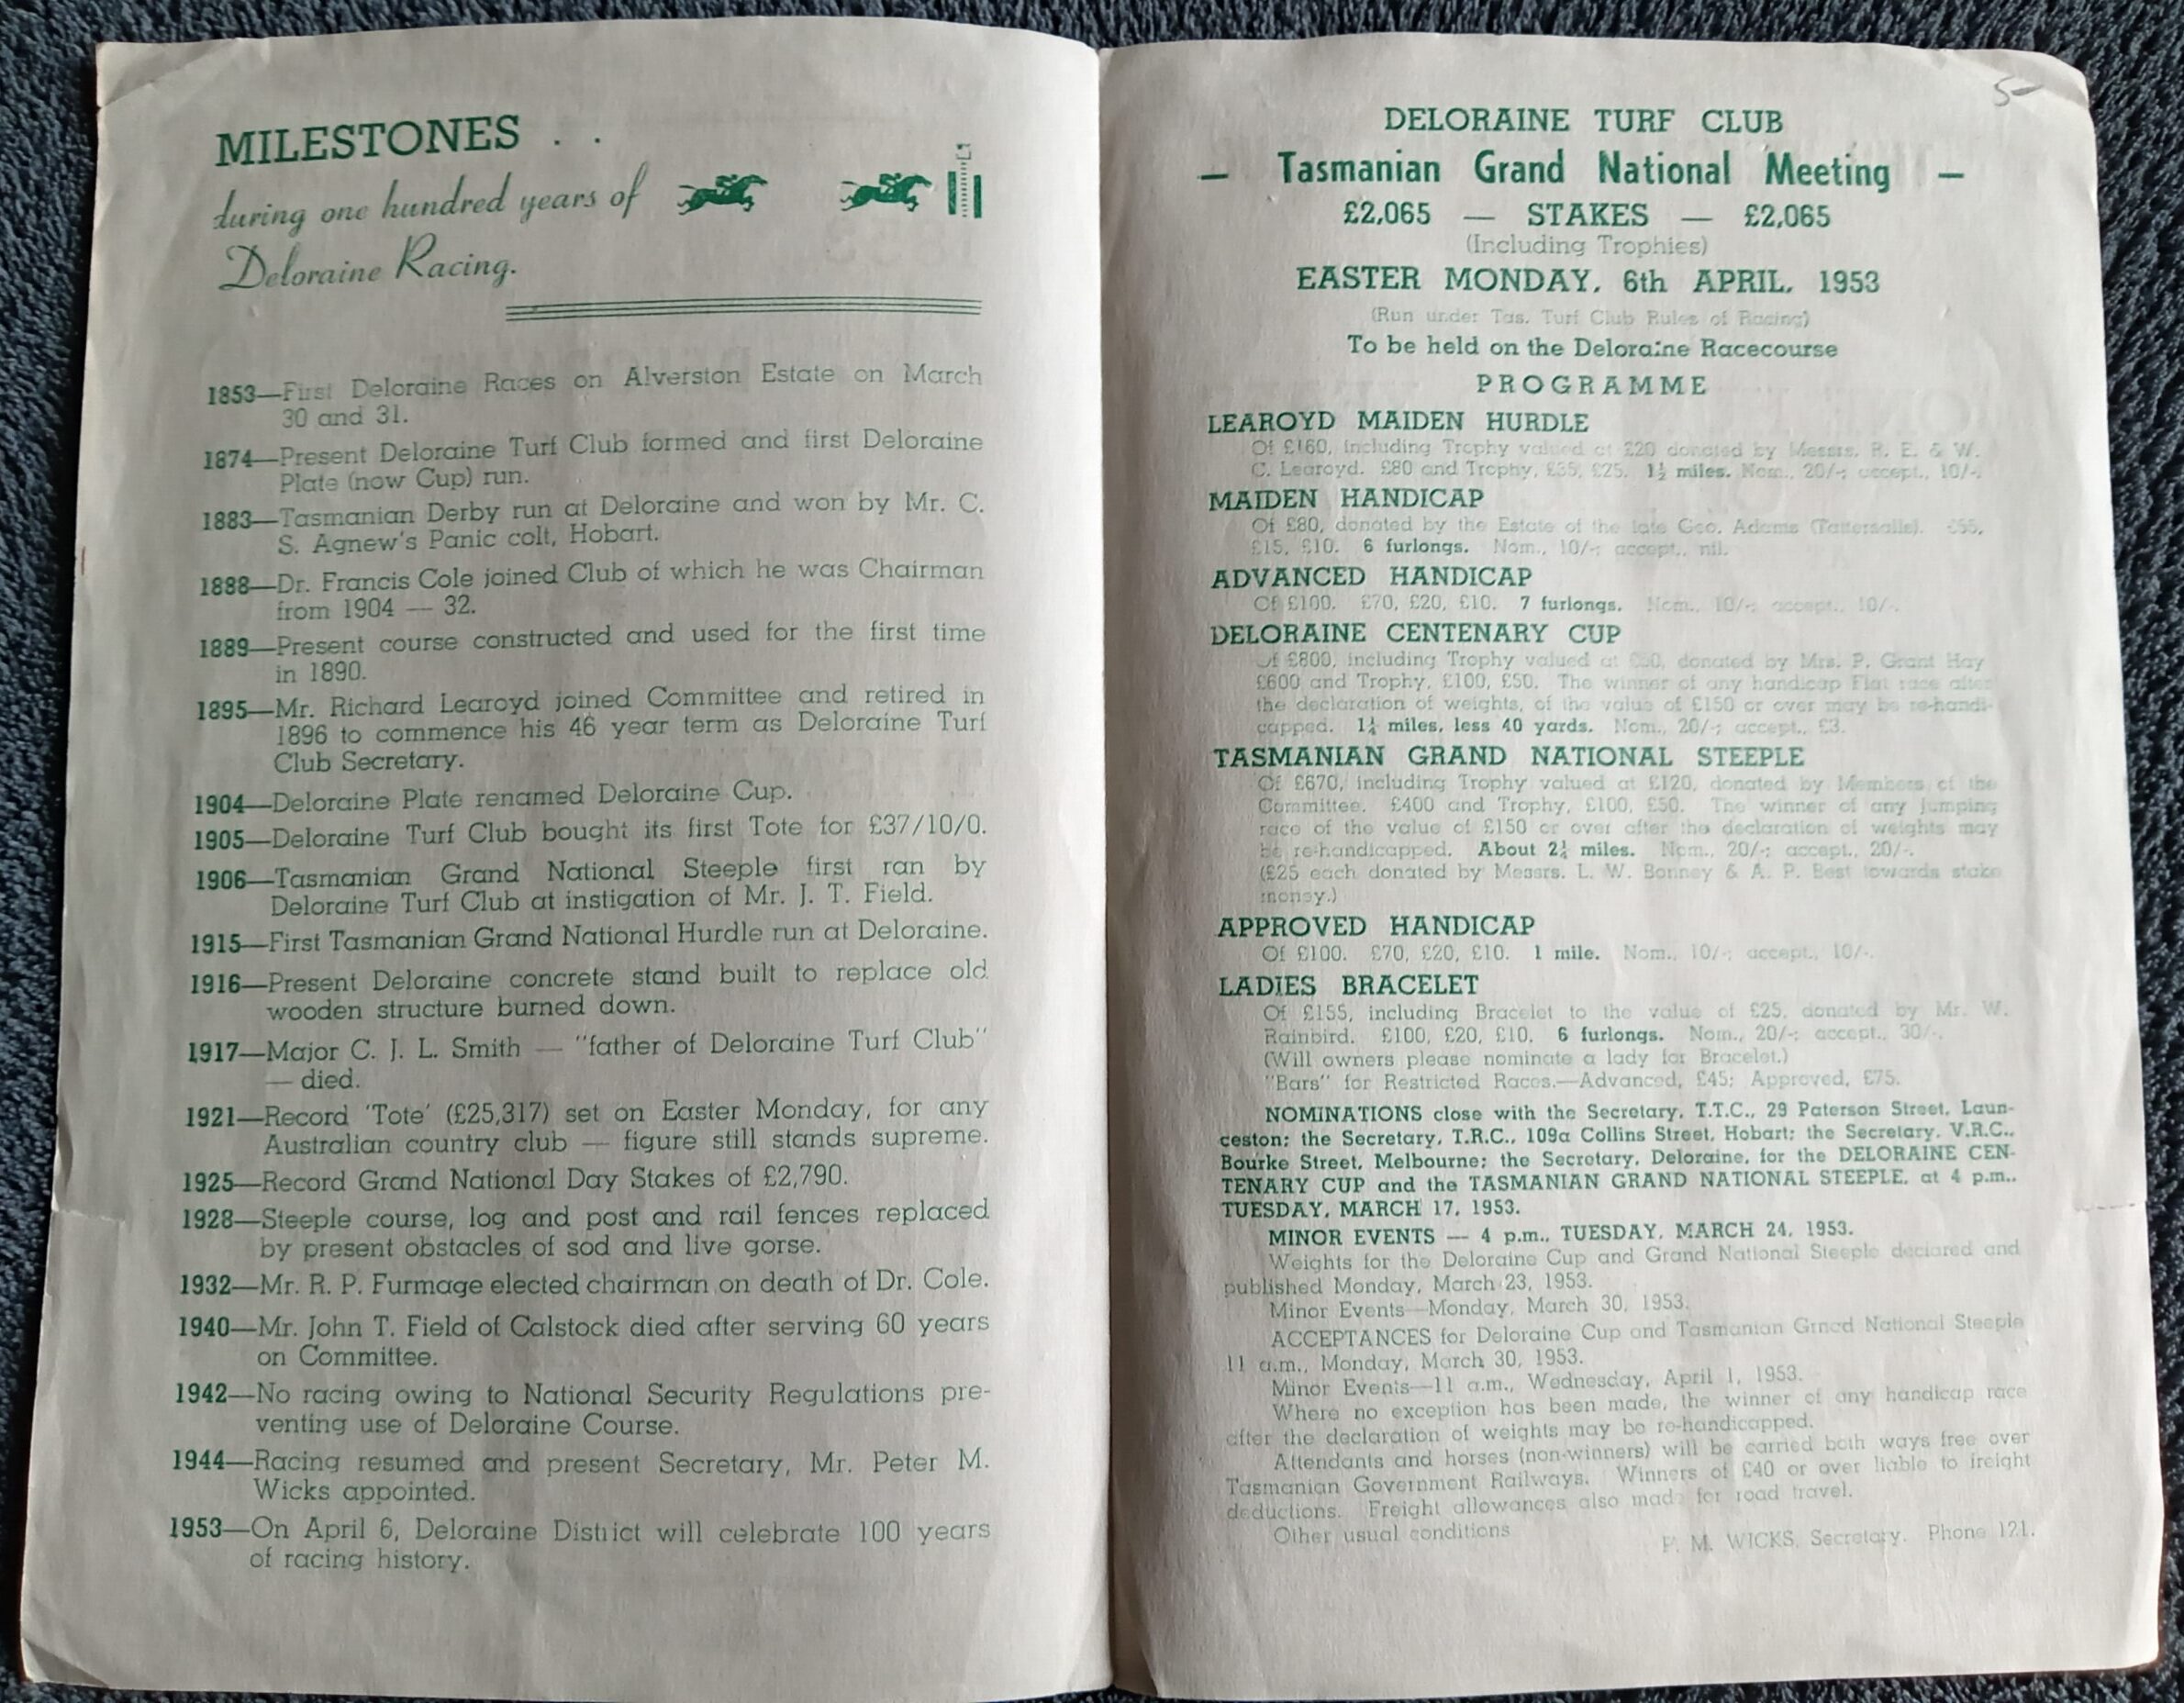 MILESTONES . .
during one hundred years of
Deloraine Racing.
1853—First Deloraine Races on Alverston Estate on March
30 and 31.
1874—Present Deloraine Turf Club formed and first Deloraine
Plate (now Cup) run.
1883—Tasmanian Derby run at Deloraine and won by Mr. C.
S. Agnew's Panic colt, Hobart.
1888—Dr. Francis Cole joined Club of which he was Chairman
from 1904 — 32.
1889—Present course constructed and used for the first time
in 1890.
1895—Mr. Richard Learoyd joined Committee and retired in
1896 to commence his 46 year term as Deloraine Turf
Club Secretary.
1904—Deloraine Plate renamed Deloraine Cup.
1905—Deloraine Turf Club bought its first Tote for £37/10/0.
1906—Tasmanian Grand National Steeple first ran by
Deloraine Turf Club at instigation of Mr. J. T. Field.
1915—First Tasmanian Grand National Hurdle run at Deloraine.
1916—Present Deloraine concrete stand built to replace old
wooden structure burned down.
1917—Major C. J. L. Smith — "father of Deloraine Turf Club"
— died.
1921—Record 'Tote' (£25,317) set on Easter Monday, for any
Australian country club — figure still stands supreme.
1925—Record Grand National Day Stakes of £2,790.
1928—Steeple course, log and post and rail fences replaced
by present obstacles of sod and live gorse.
1932—Mr. R. P. Furmage elected chairman on death of Dr. Cole.
1940—Mr. John T. Field of Calstock died after serving 60 years
on Committee.
1942—No racing owing to National Security Regulations pre-
venting use of Deloraine Course.
1944—Racing resumed and present Secretary, Mr. Peter M.
Wicks appointed.
1953—On April 6, Deloraine District will celebrate 100 years
of racing history.
5-
DELORAINE TURF CLUB
— Tasmanian Grand National Meeting —
£2,065 — STAKES — £2,065
(Including Trophies)
EASTER MONDAY, 6th APRIL, 1953
(Run under Tas. Turf Club Rules of Racing)
To be held on the Deloraine Racecourse
PROGRAMME
LEAROYD MAIDEN HURDLE
Of £160, including Trophy valued at £20 donated by Messrs. R. E. & W.
C. Learoyd. £80 and Trophy, £35, £25. 1½ miles. Nom., 20/-; accept., 10/-.
MAIDEN HANDICAP
Of £80, donated by the Estate of the late Geo. Adams (Tattersalls). £55,
£15, £10. 6 furlongs. Nom., 10/-; accept., nil.
ADVANCED HANDICAP
Of £100. £70, £20, £10. 7 furlongs. Nom., 10/-; accept., 10/-.
DELORAINE CENTENARY CUP
Of £800, including Trophy valued at £50, donated by Mrs. P. Grant Hay
£600 and Trophy, £100, £50. The winner of any handicap Flat race after
the declaration of weights, of the value of £150 or over may be re-handi-
capped. 1¼ miles, less 40 yards. Nom., 20/-; accept., £3.
TASMANIAN GRAND NATIONAL STEEPLE
Of £670, including Trophy valued at £120, donated by Members of the
Committee. £400 and Trophy, £100, £50. The winner of any jumping
race of the value of £150 or over after the declaration of weights may
be re-handicapped. About 2¼ miles. Nom., 20/-; accept., 20/-.
(£25 each donated by Messrs. L. W. Bonney & A. P. Best towards stake
money.)
APPROVED HANDICAP
Of £100. £70, £20, £10. 1 mile. Nom., 10/-; accept., 10/-.
LADIES BRACELET
Of £155, including Bracelet to the value of £25, donated by Mr. W.
Rainbird. £100, £20, £10. 6 furlongs. Nom., 20/-; accept., 30/-.
(Will owners please nominate a lady for Bracelet.)
"Bars" for Restricted Races.—Advanced, £45; Approved, £75.
NOMINATIONS close with the Secretary, T.T.C., 29 Paterson Street, Laun-
ceston; the Secretary, T.R.C., 109a Collins Street, Hobart; the Secretary, V.R.C.,
Bourke Street, Melbourne; the Secretary, Deloraine, for the DELORAINE CEN-
TENARY CUP and the TASMANIAN GRAND NATIONAL STEEPLE, at 4 p.m.,
TUESDAY, MARCH 17, 1953.
MINOR EVENTS — 4 p.m., TUESDAY, MARCH 24, 1953.
Weights for the Deloraine Cup and Grand National Steeple declared and
published Monday, March 23, 1953.
Minor Events—Monday, March 30, 1953.
ACCEPTANCES for Deloraine Cup and Tasmanian Grncd National Steeple
11 a.m., Monday, March 30, 1953.
Minor Events—11 a.m., Wednesday, April 1, 1953.
Where no exception has been made, the winner of any handicap race
after the declaration of weights may be re-handicapped.
Attendants and horses (non-winners) will be carried both ways free over
Tasmanian Government Railways. Winners of £40 or over liable to freight
deductions. Freight allowances also made for road travel.
Other usual conditions
P. M. WICKS, Secretary. Phone 121.